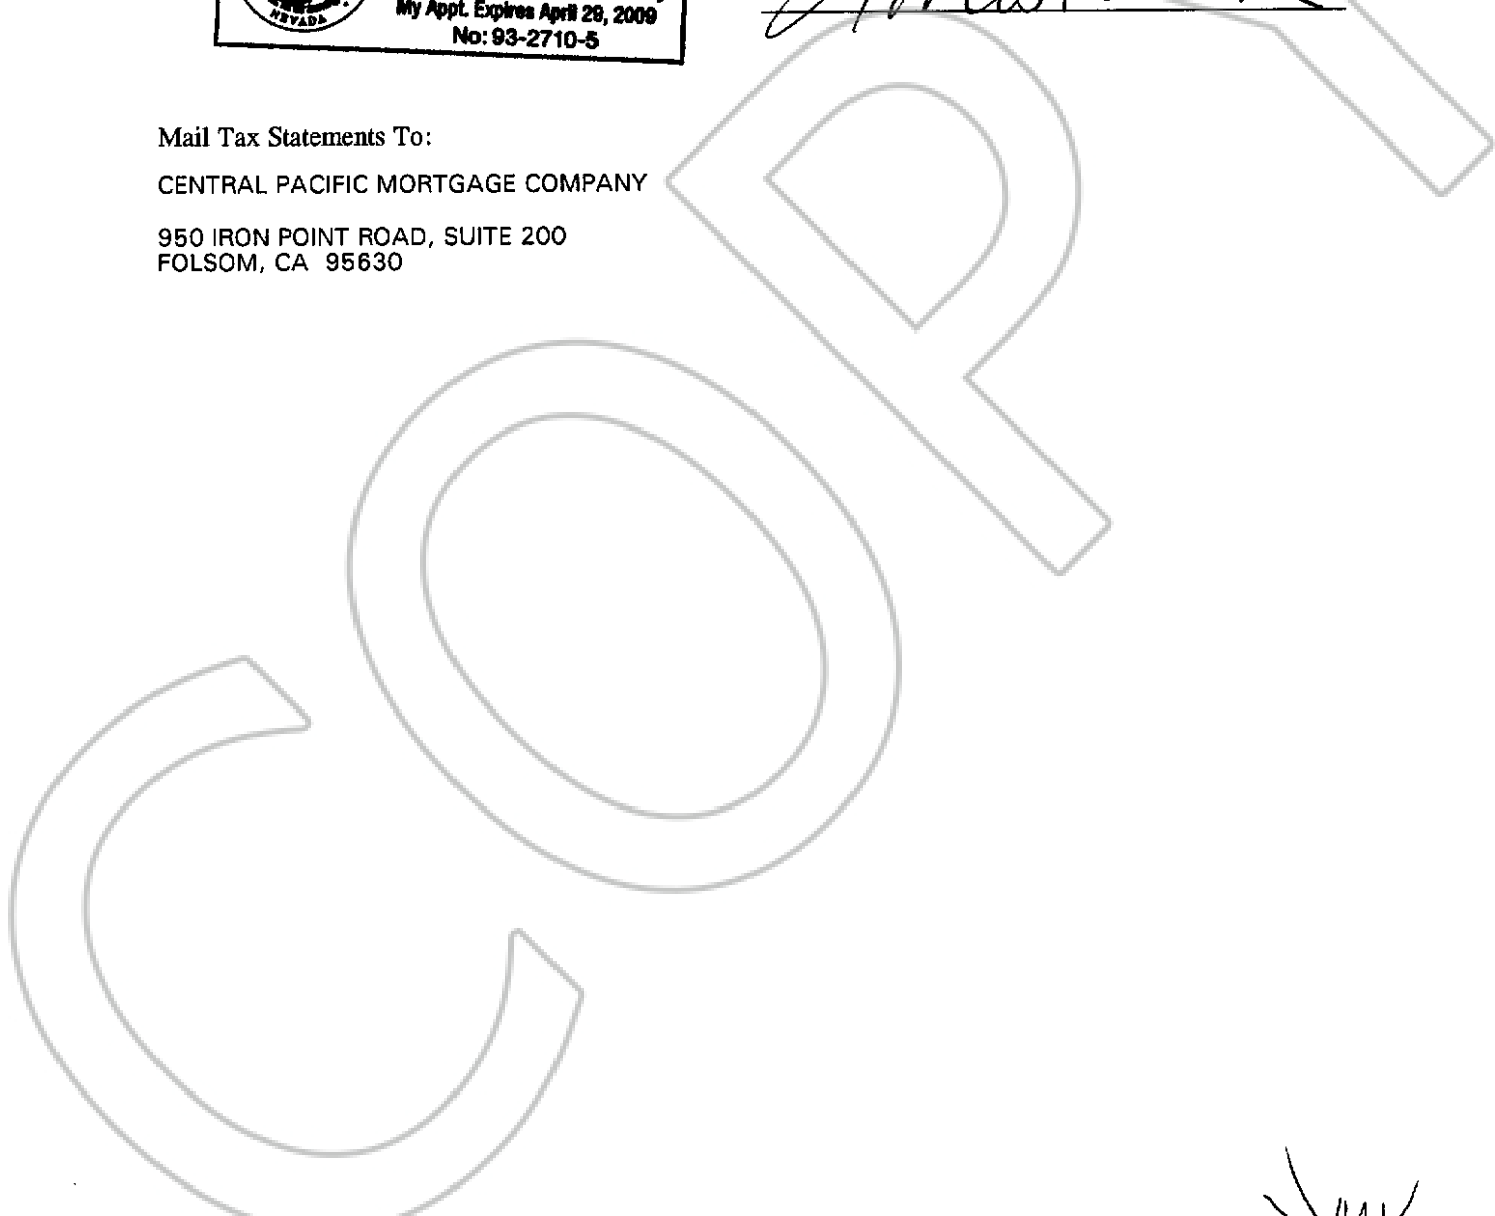 NEVADA
My Appt. Expires April 29, 2009
No: 93-2710-5
Mail Tax Statements To:
CENTRAL PACIFIC MORTGAGE COMPANY
950 IRON POINT ROAD, SUITE 200
FOLSOM, CA 95630
COPY